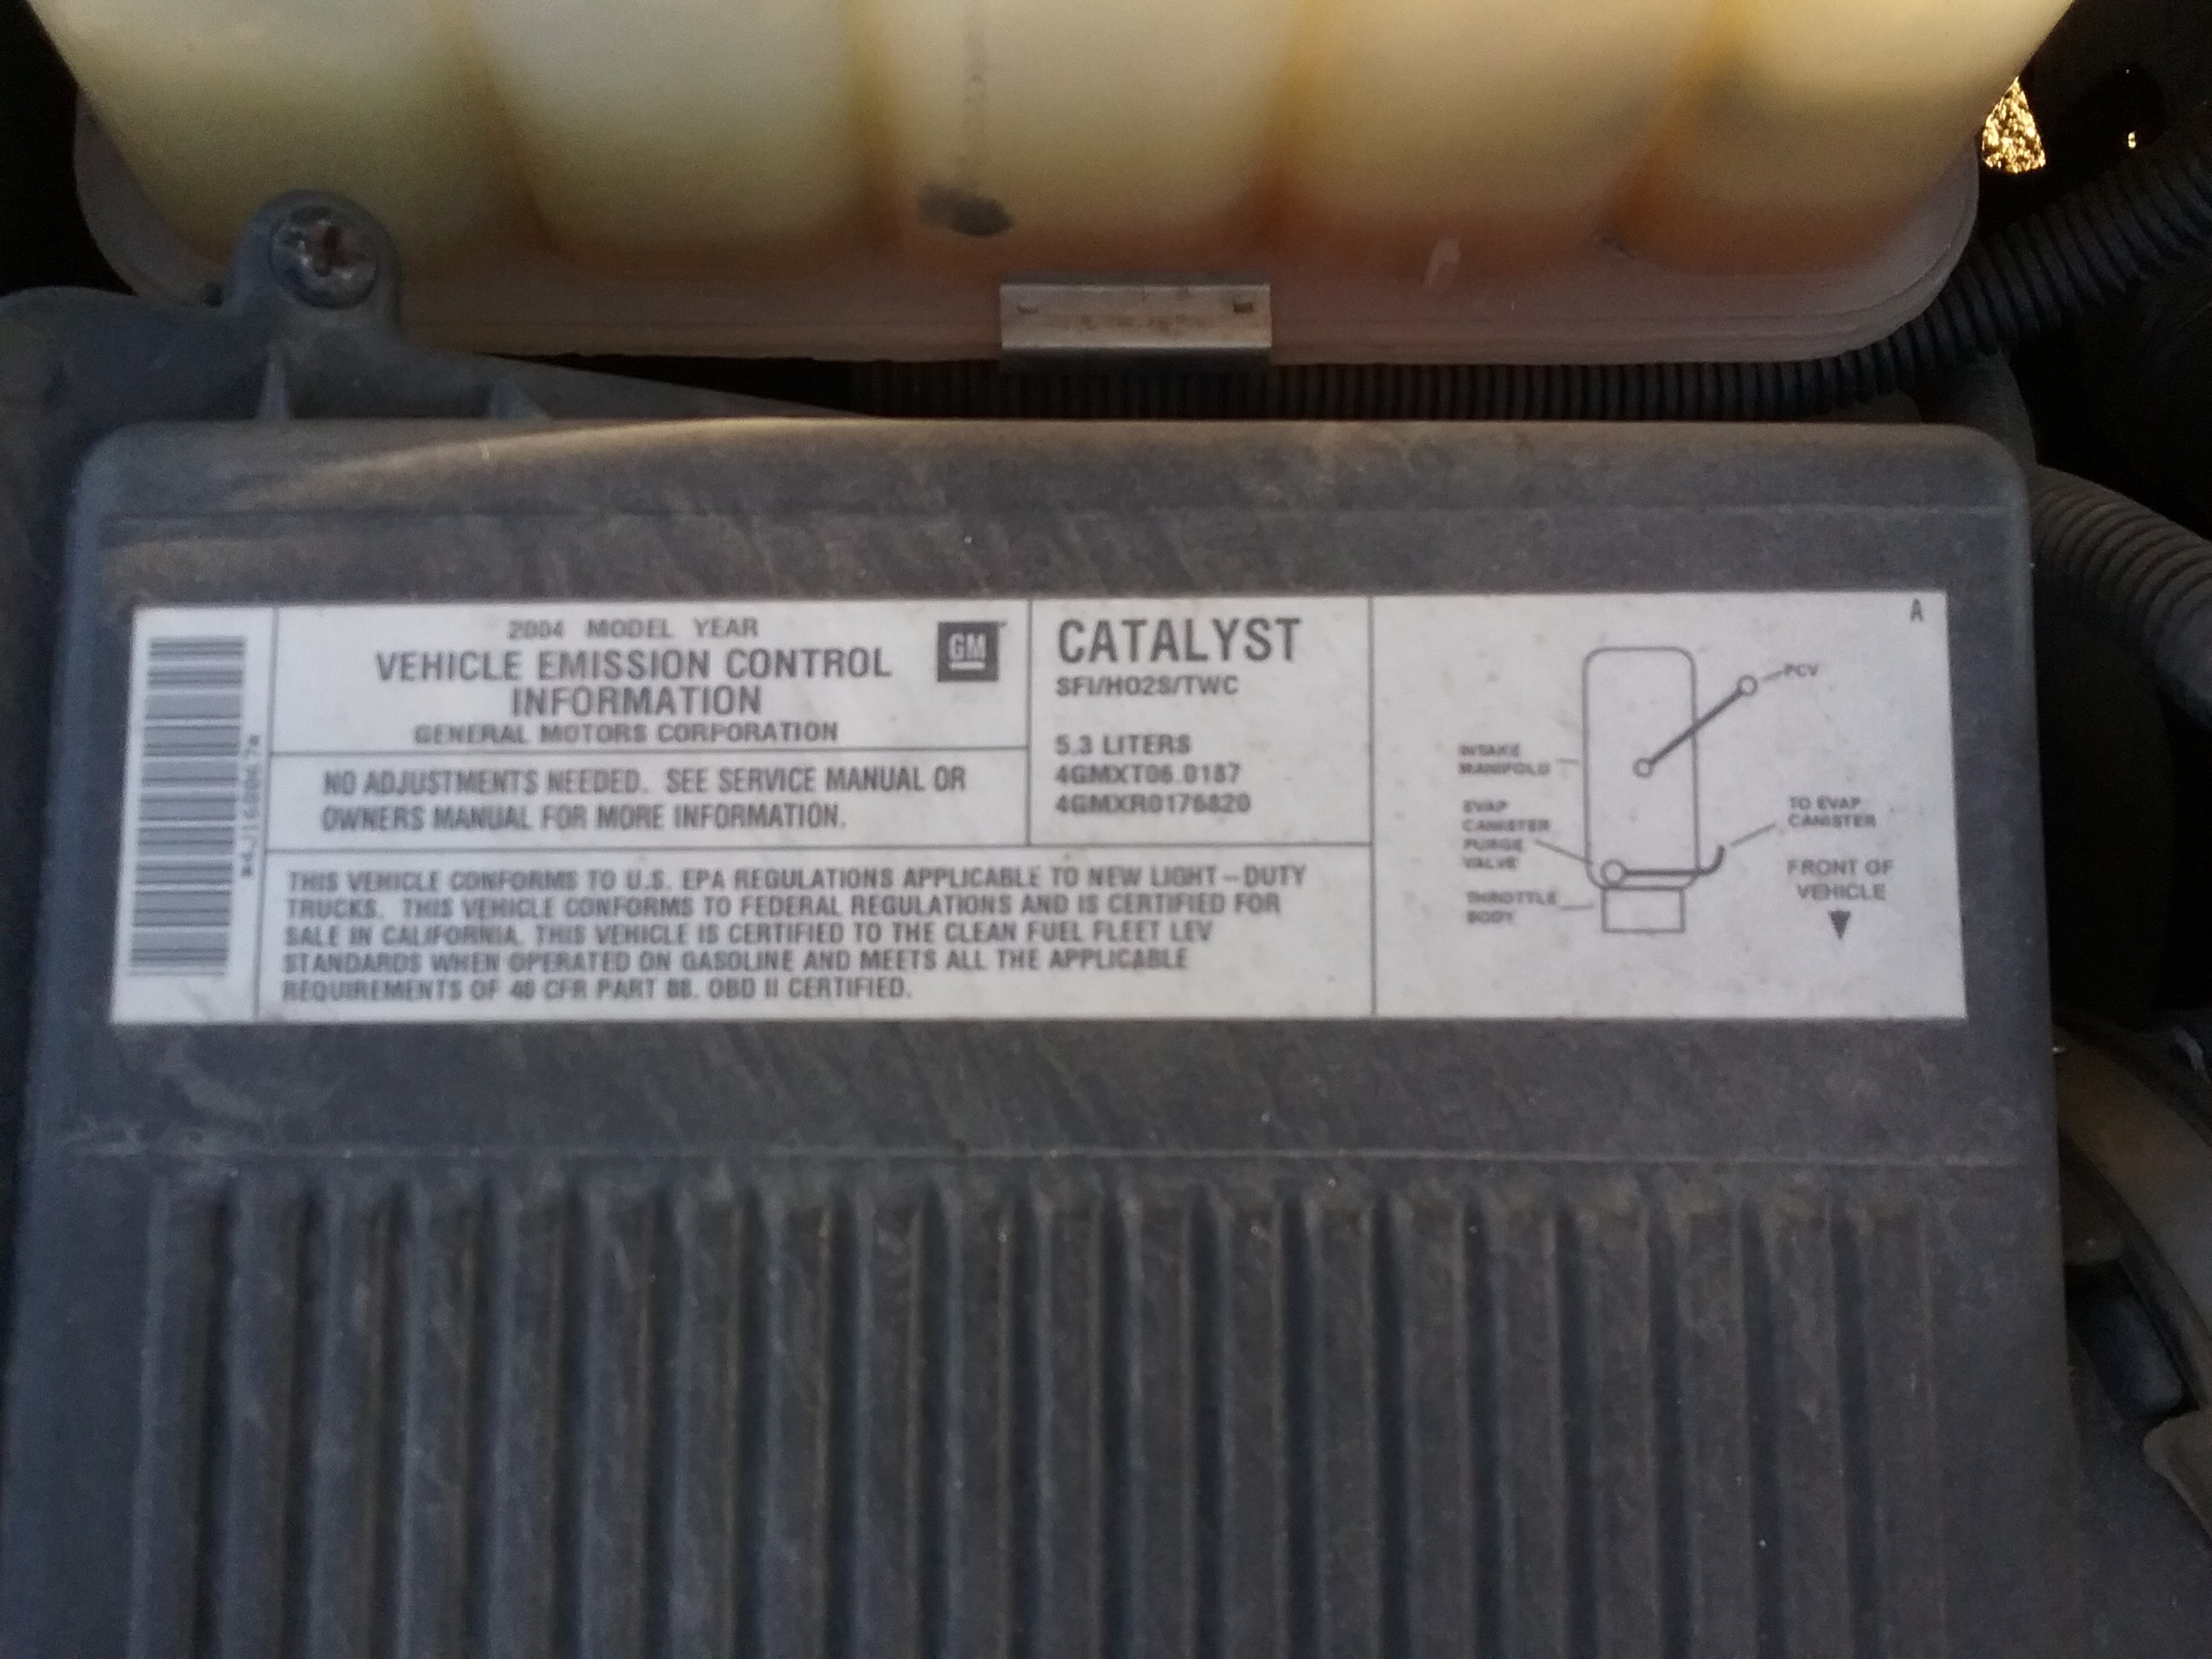 2004 MODEL YEAR
VEHICLE EMISSION CONTROL
INFORMATION
GENERAL MOTORS CORPORATION
GM
NO ADJUSTMENTS NEEDED. SEE SERVICE MANUAL OR
OWNERS MANUAL FOR MORE INFORMATION.
CATALYST
SFI/HO2S/TWC
5.3 LITERS
4GMXT06.0187
4GMXR0176820
THIS VEHICLE CONFORMS TO U.S. EPA REGULATIONS APPLICABLE TO NEW LIGHT-DUTY
TRUCKS. THIS VEHICLE CONFORMS TO FEDERAL REGULATIONS AND IS CERTIFIED FOR
SALE IN CALIFORNIA. THIS VEHICLE IS CERTIFIED TO THE CLEAN FUEL FLEET LEV
STANDARDS WHEN OPERATED ON GASOLINE AND MEETS ALL THE APPLICABLE
REQUIREMENTS OF 40 CFR PART 88. OBD II CERTIFIED.
A
PCV
INTAKE
MANIFOLD
EVAP
CANISTER
PURGE
VALVE
THROTTLE
BODY
TO EVAP
CANISTER
FRONT OF
VEHICLE